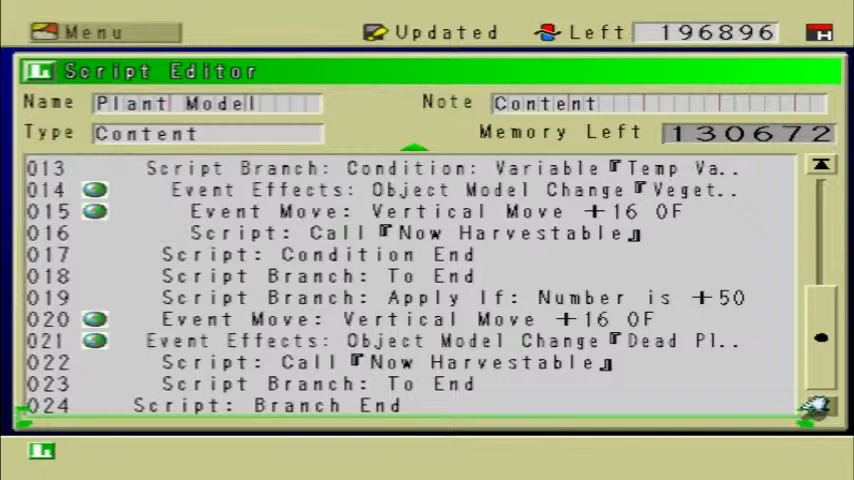 Menu Updated Left 196896 H
Script Editor
Name Plant Model Note Content
Type Content Memory Left 130672
013 Script Branch: Condition: Variable『Temp Va..
014 Event Effects: Object Model Change『Veget..
015 Event Move: Vertical Move +16 0F
016 Script: Call『Now Harvestable』
017 Script: Condition End
018 Script Branch: To End
019 Script Branch: Apply If: Number is +50
020 Event Move: Vertical Move +16 0F
021 Event Effects: Object Model Change『Dead Pl..
022 Script: Call『Now Harvestable』
023 Script Branch: To End
024 Script: Branch End